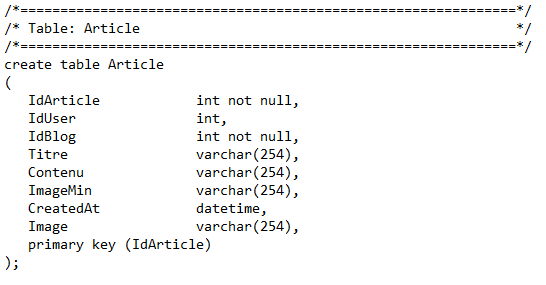 /*==============================================================*/
/* Table: Article                                               */
/*==============================================================*/
create table Article
(
   IdArticle            int not null,
   IdUser               int,
   IdBlog               int not null,
   Titre                varchar(254),
   Contenu              varchar(254),
   ImageMin             varchar(254),
   CreatedAt            datetime,
   Image                varchar(254),
   primary key (IdArticle)
);